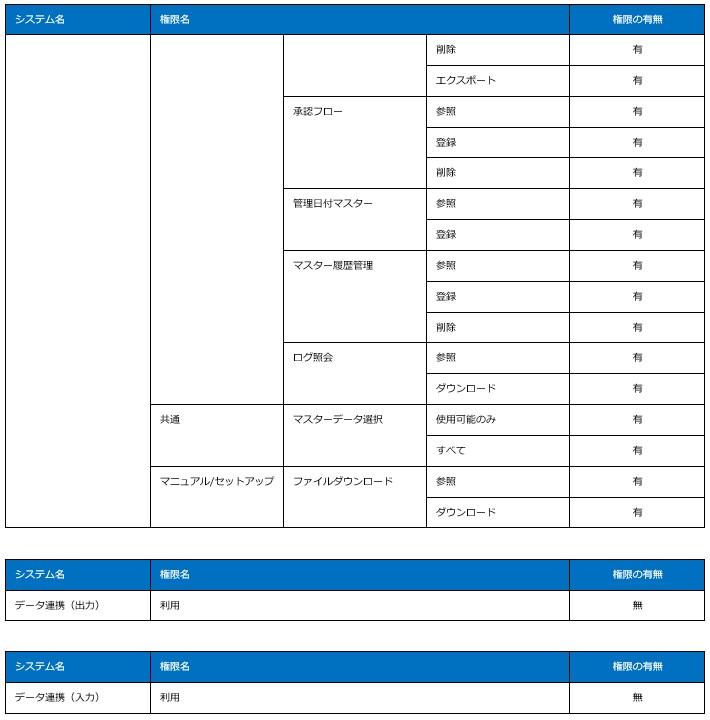 システム名 権限名 権限の有無
削除 有
エクスポート 有
承認フロー 参照 有
登録 有
削除 有
管理日付マスター 参照 有
登録 有
マスター履歴管理 参照 有
登録 有
削除 有
ログ照会 参照 有
ダウンロード 有
共通 マスターデータ選択 使用可能のみ 有
すべて 有
マニュアル/セットアップ ファイルダウンロード 参照 有
ダウンロード 有
システム名 権限名 権限の有無
データ連携（出力） 利用 無
システム名 権限名 権限の有無
データ連携（入力） 利用 無